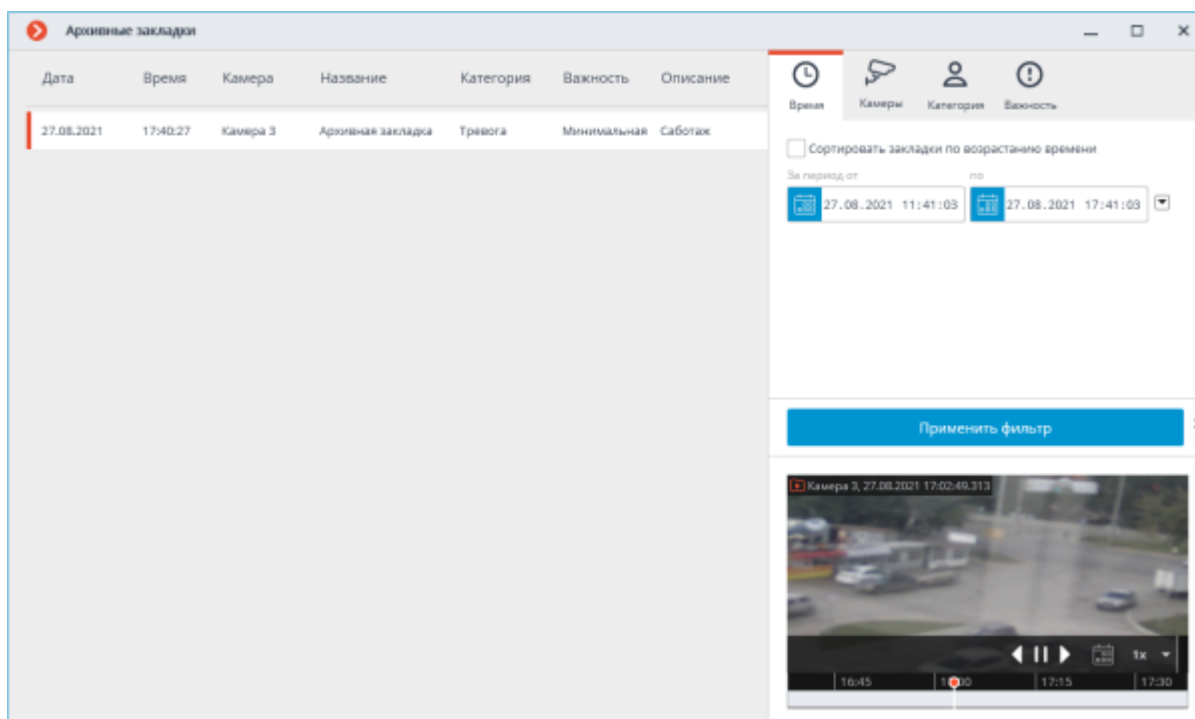 Архивные закладки
Дата Время Камера Название Категория Важность Описание
27.08.2021 17:40:27 Камера 3 Архивная закладка Тревога Минимальная Саботаж
Время Камеры Категория Важность
Сортировать закладки по возрастанию времени
За период от по
27.08.2021 11:41:03 27.08.2021 17:41:03
Применить фильтр
Камера 3, 27.08.2021 17:02:49.313
1x
16:45 17:15 17:30